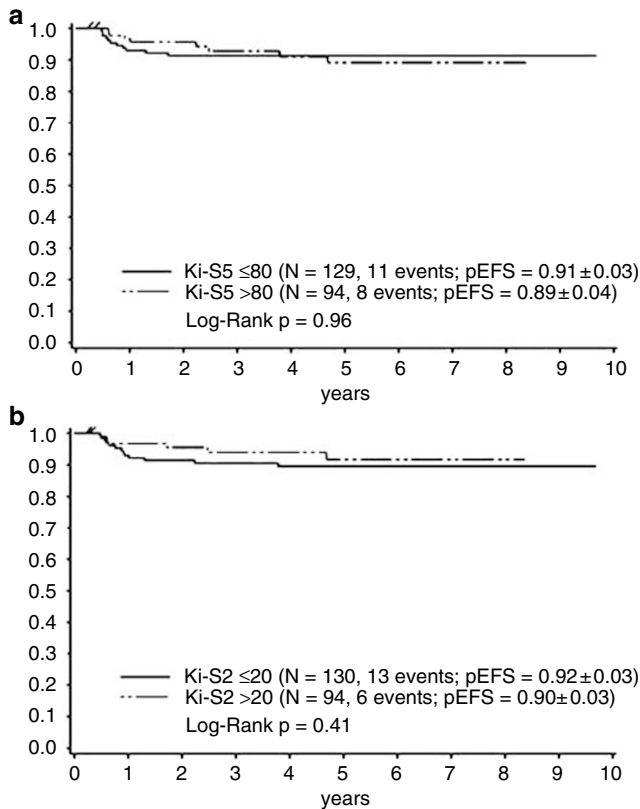 a
1.0
0.9
0.8
0.7
0.6
0.5
0.4
0.3
0.2
0.1
0.0
Ki-S5 ≤80 (N = 129, 11 events; pEFS = 0.91±0.03)
Ki-S5 >80 (N = 94, 8 events; pEFS = 0.89±0.04)
Log-Rank p = 0.96
0 1 2 3 4 5 6 7 8 9 10
years
b
1.0
0.9
0.8
0.7
0.6
0.5
0.4
0.3
0.2
0.1
0.0
Ki-S2 ≤20 (N = 130, 13 events; pEFS = 0.92±0.03)
Ki-S2 >20 (N = 94, 6 events; pEFS = 0.90±0.03)
Log-Rank p = 0.41
0 1 2 3 4 5 6 7 8 9 10
years